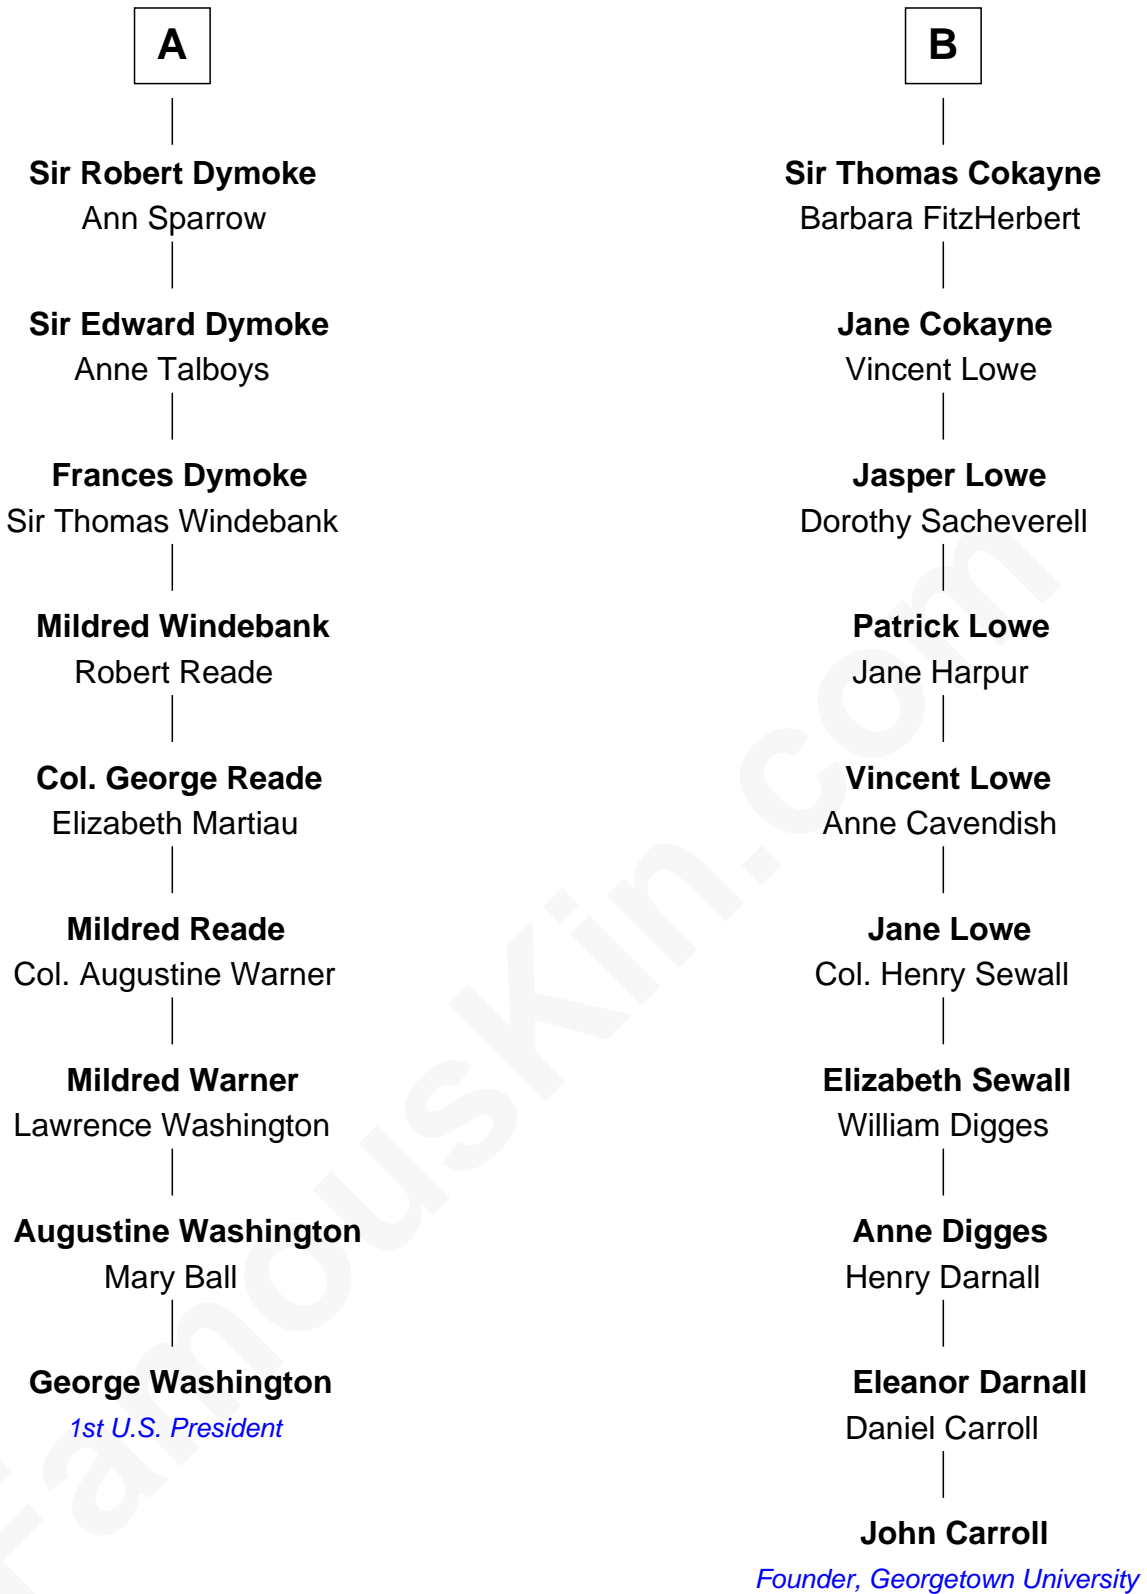 A
Sir Robert Dymoke
Ann Sparrow
Sir Edward Dymoke
Anne Talboys
Frances Dymoke
Sir Thomas Windebank
Mildred Windebank
Robert Reade
Col. George Reade
Elizabeth Martiau
Mildred Reade
Col. Augustine Warner
Mildred Warner
Lawrence Washington
Augustine Washington
Mary Ball
George Washington
1st U.S. President
B
Sir Thomas Cokayne
Barbara FitzHerbert
Jane Cokayne
Vincent Lowe
Jasper Lowe
Dorothy Sacheverell
Patrick Lowe
Jane Harpur
Vincent Lowe
Anne Cavendish
Jane Lowe
Col. Henry Sewall
Elizabeth Sewall
William Digges
Anne Digges
Henry Darnall
Eleanor Darnall
Daniel Carroll
John Carroll
Founder, Georgetown University
FamousKin.com